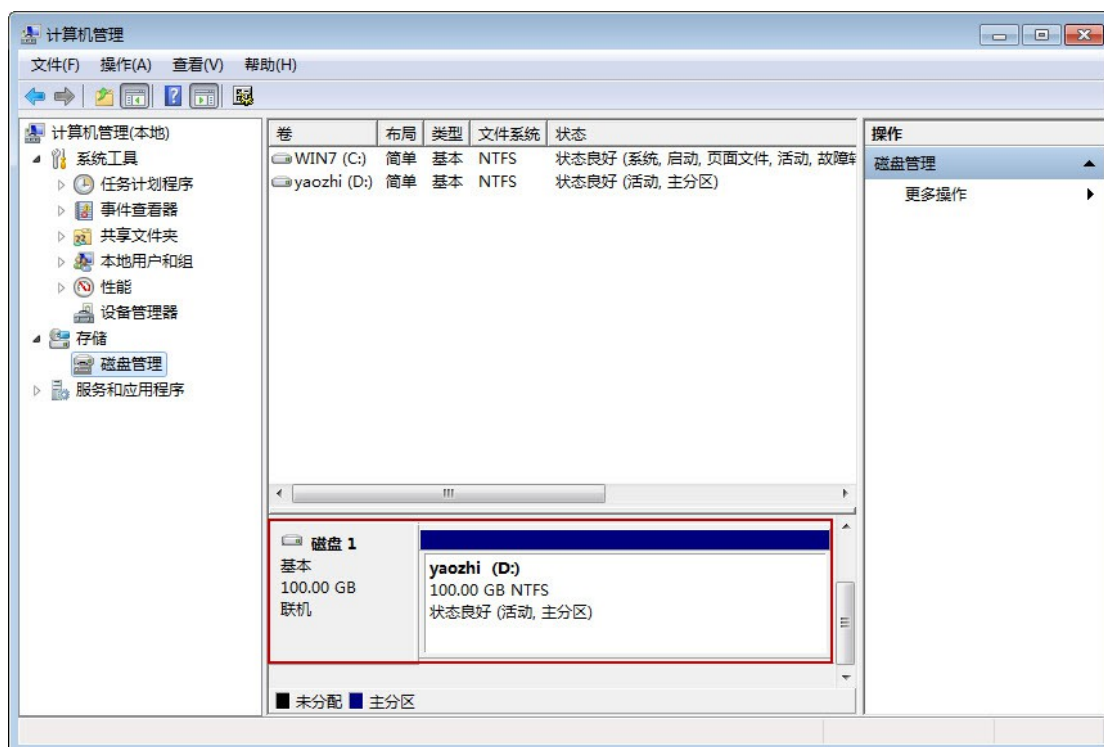 计算机管理
文件(F) 操作(A) 查看(V) 帮助(H)
计算机管理(本地)
系统工具
任务计划程序
事件查看器
共享文件夹
本地用户和组
性能
设备管理器
存储
磁盘管理
服务和应用程序
卷 布局 类型 文件系统 状态
WIN7 (C:) 简单 基本 NTFS 状态良好 (系统, 启动, 页面文件, 活动, 故障转
yaozhi (D:) 简单 基本 NTFS 状态良好 (活动, 主分区)
操作
磁盘管理
更多操作
磁盘 1
基本
100.00 GB
联机
yaozhi (D:)
100.00 GB NTFS
状态良好 (活动, 主分区)
未分配 主分区